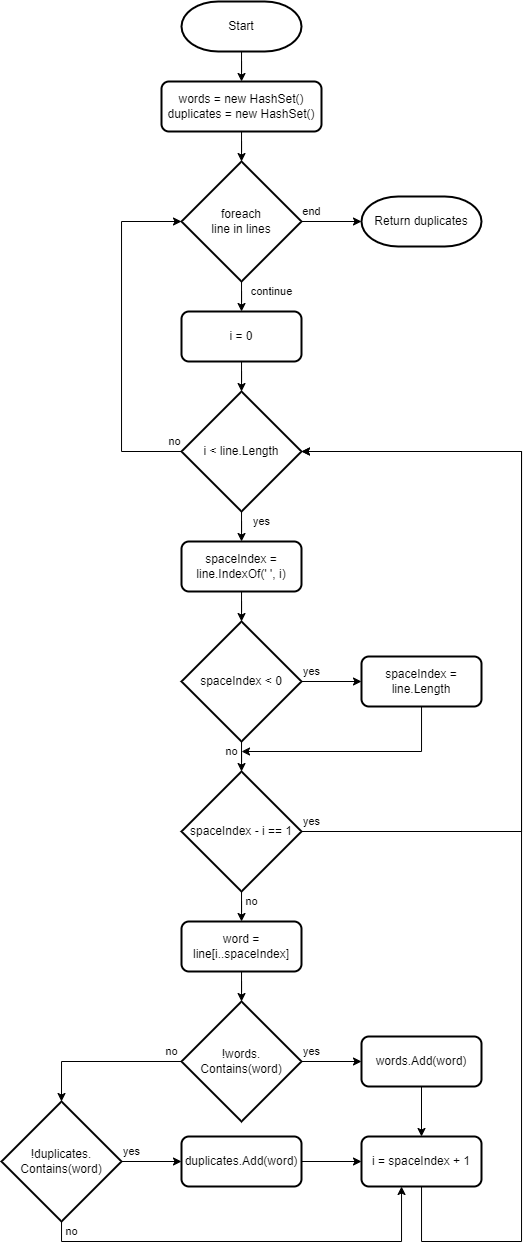 Start
words = new HashSet()
duplicates = new HashSet()
foreach
line in lines
end
Return duplicates
continue
i = 0
no
i < line.Length
yes
spaceIndex =
line.IndexOf(' ', i)
spaceIndex < 0
yes
spaceIndex =
line.Length
no
spaceIndex - i == 1
yes
no
word =
line[i..spaceIndex]
no
!words.
Contains(word)
yes
words.Add(word)
!duplicates.
Contains(word)
yes
duplicates.Add(word)
i = spaceIndex + 1
no